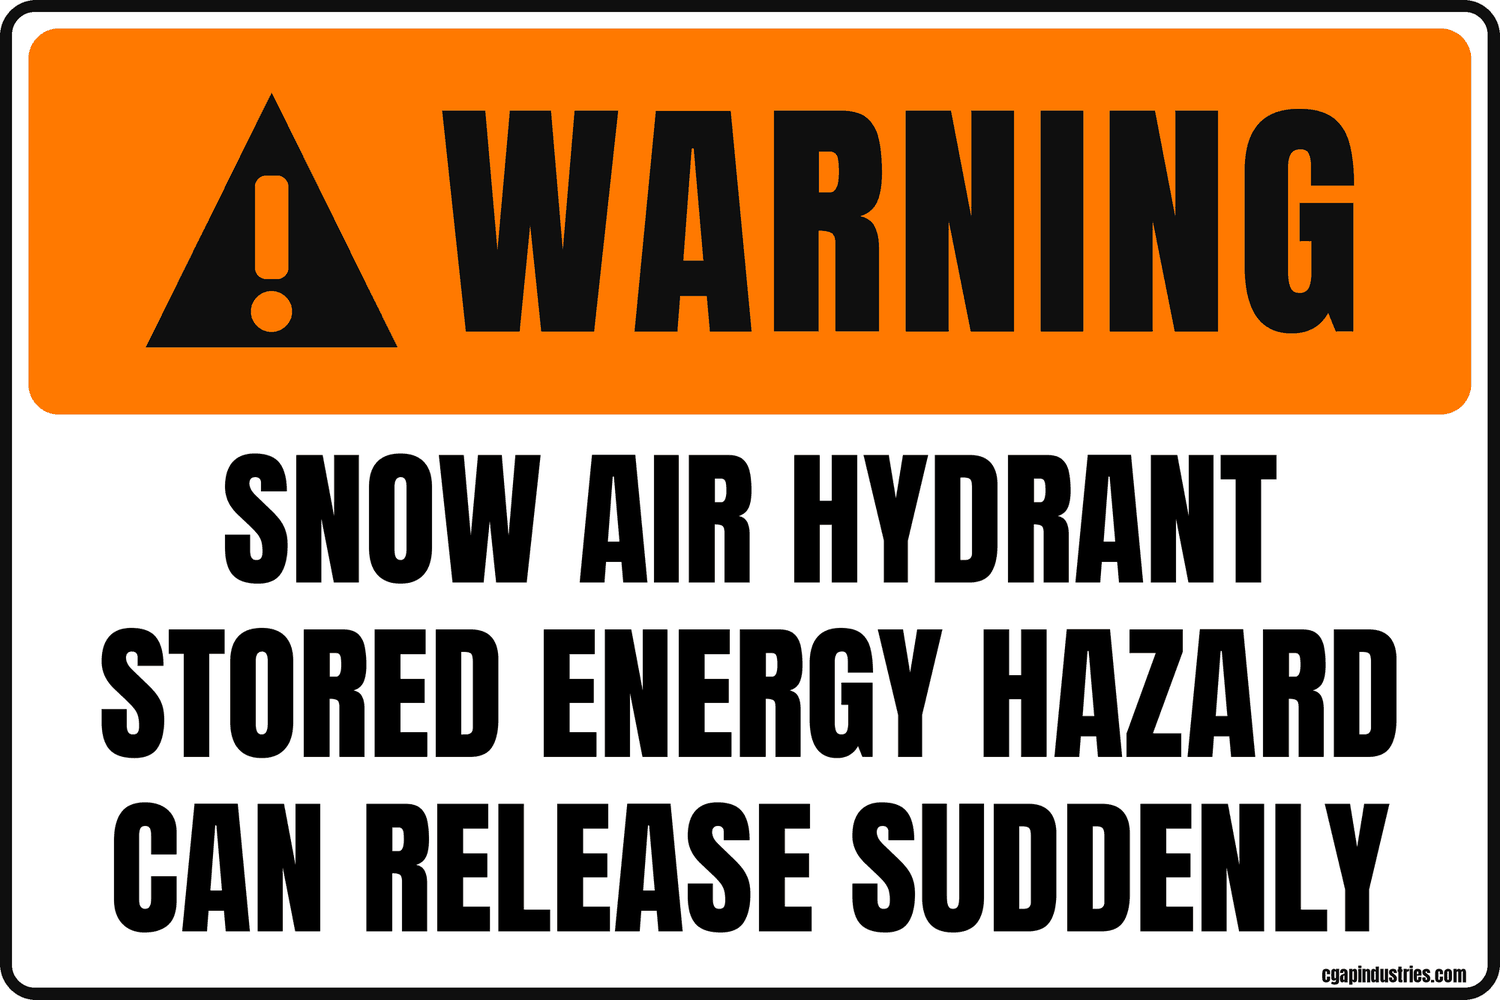 WARNING
SNOW AIR HYDRANT
STORED ENERGY HAZARD
CAN RELEASE SUDDENLY
cgapindustries.com